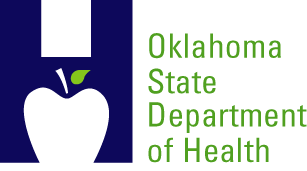 Oklahoma
State
Department
of Health